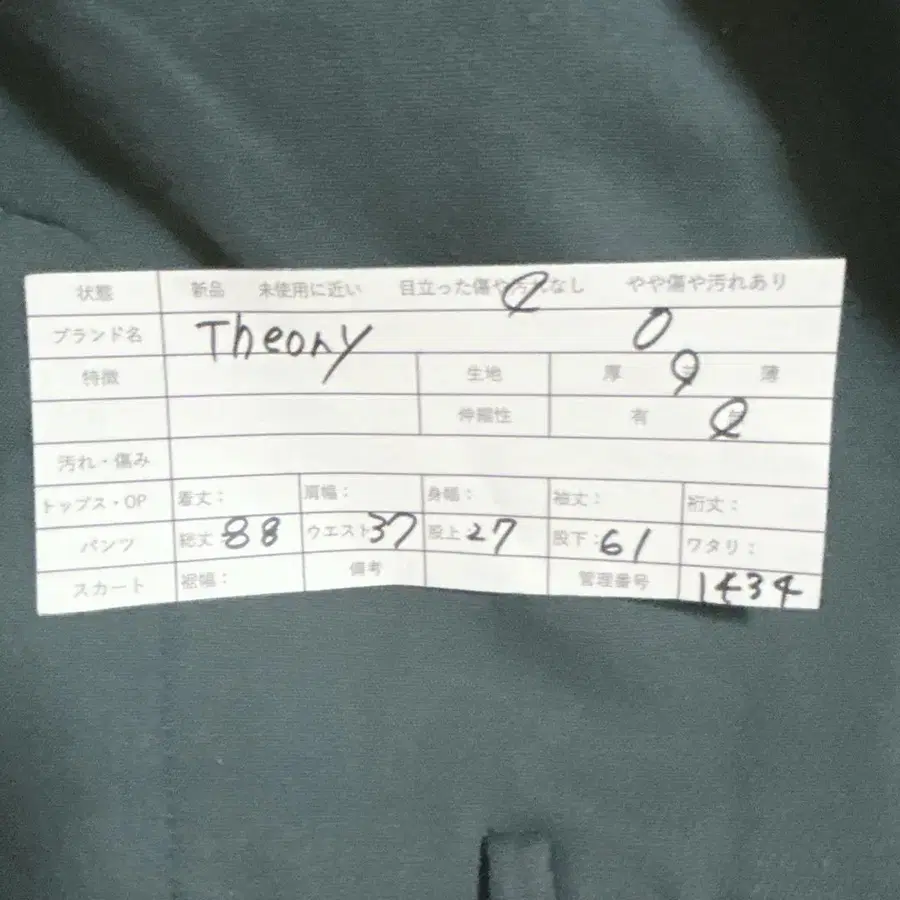 状態 新品 未使用に近い 目立った傷や汚れなし やや傷や汚れあり
ブランド名 Theory 0
特徴 生地 厚 薄
伸縮性 有
汚れ・傷み
トップス・OP 着丈: 肩幅: 身幅: 袖丈: 裄丈:
パンツ 総丈 88 ウエスト 37 股上 27 股下: 61 ワタリ:
スカート 裾幅: 備考 管理番号 1434